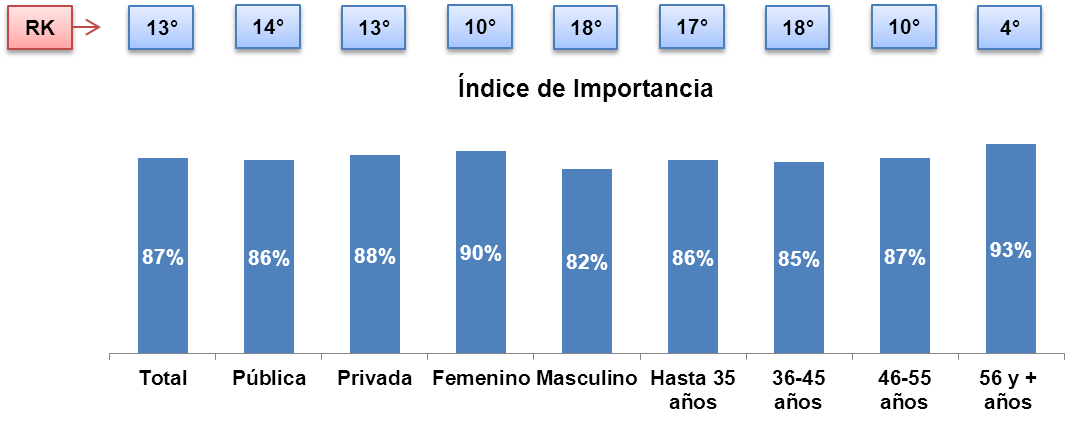 RK 13° 14° 13° 10° 18° 17° 18° 10° 4°
Índice de Importancia
87% 86% 88% 90% 82% 86% 85% 87% 93%
Total Pública Privada Femenino Masculino Hasta 35 años 36-45 años 46-55 años 56 y + años